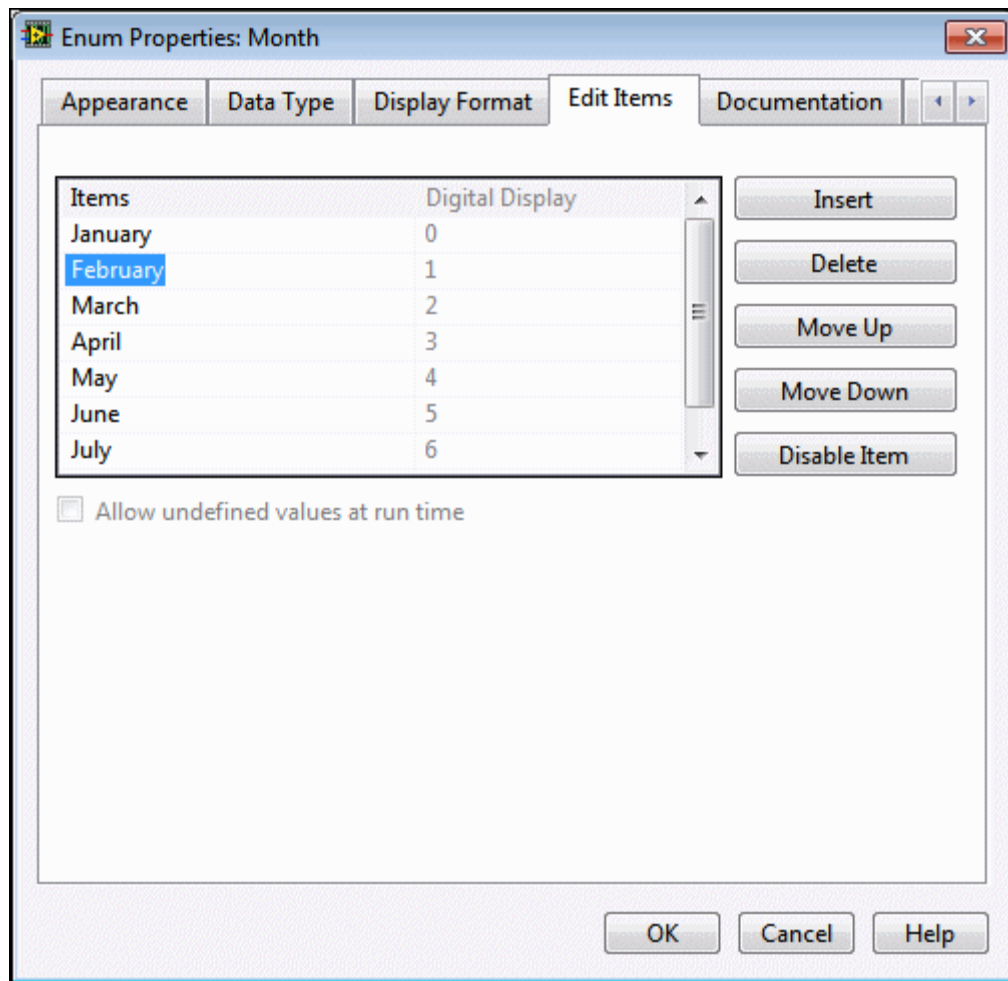 Enum Properties: Month
Appearance Data Type Display Format Edit Items Documentation
Items Digital Display
January 0
February 1
March 2
April 3
May 4
June 5
July 6
Insert
Delete
Move Up
Move Down
Disable Item
Allow undefined values at run time
OK Cancel Help